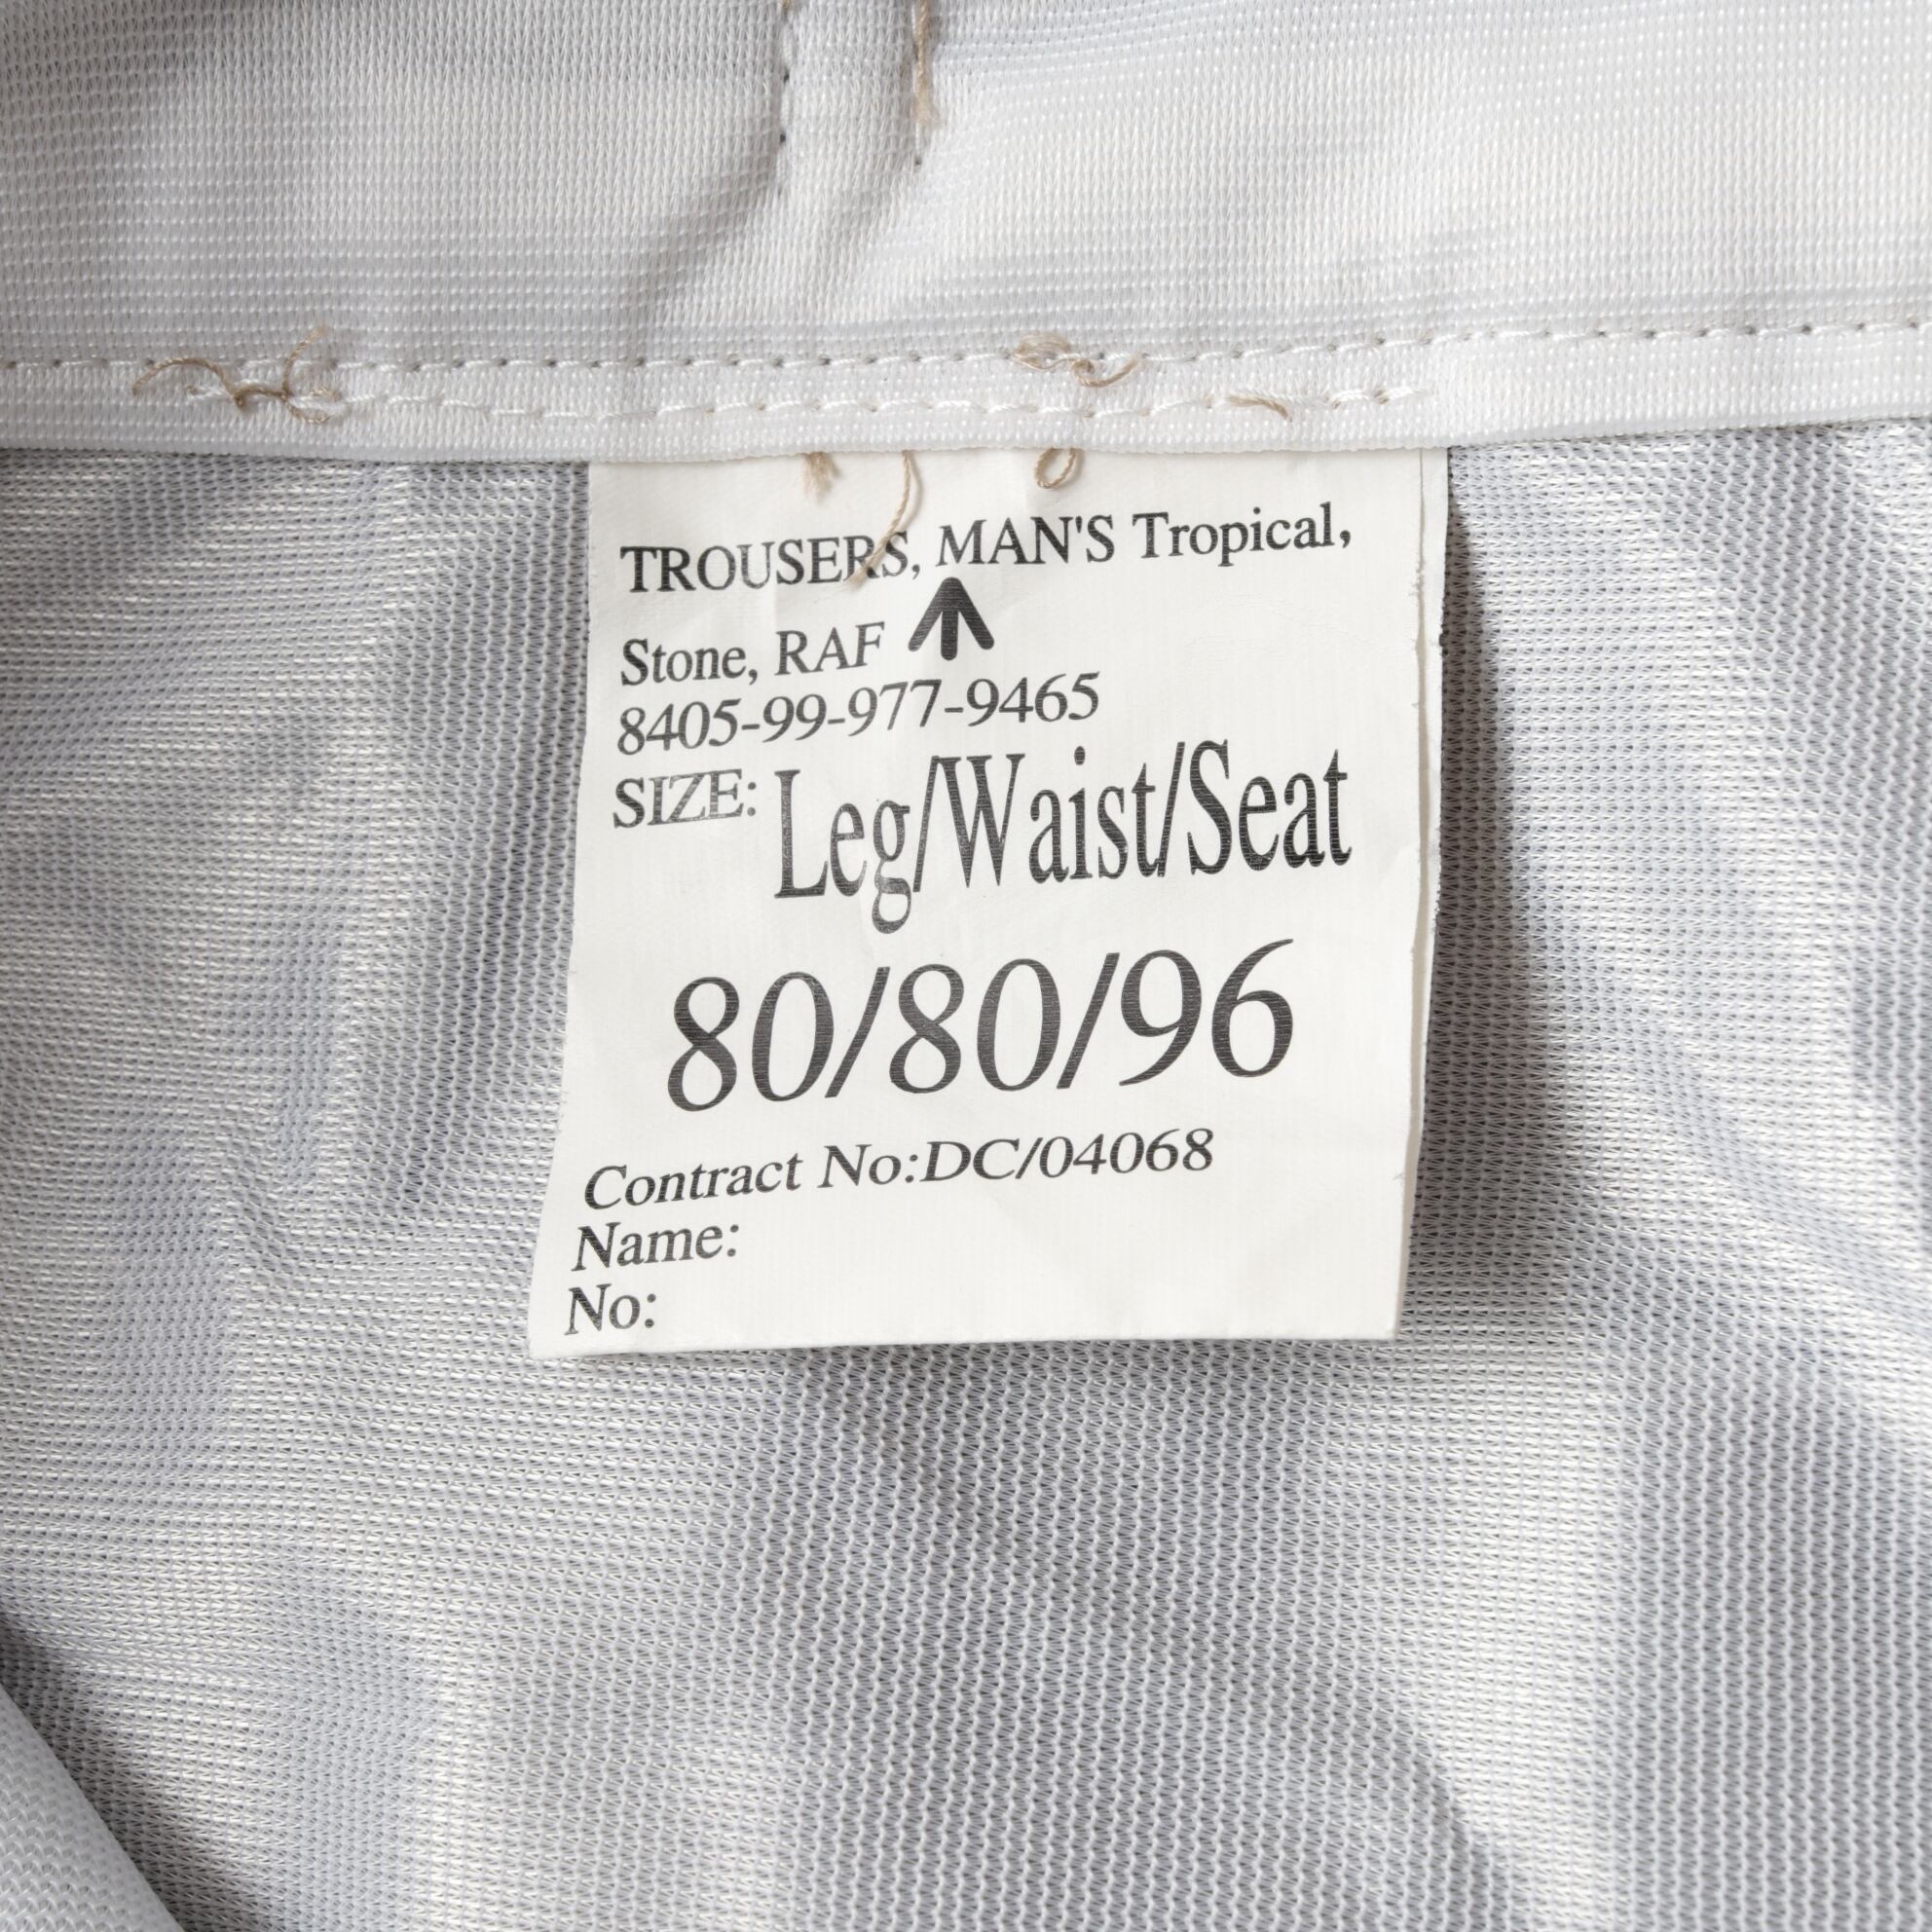 TROUSERS, MAN'S Tropical,
Stone, RAF
8405-99-977-9465
SIZE: Leg/Waist/Seat
80/80/96
Contract No:DC/04068
Name:
No: